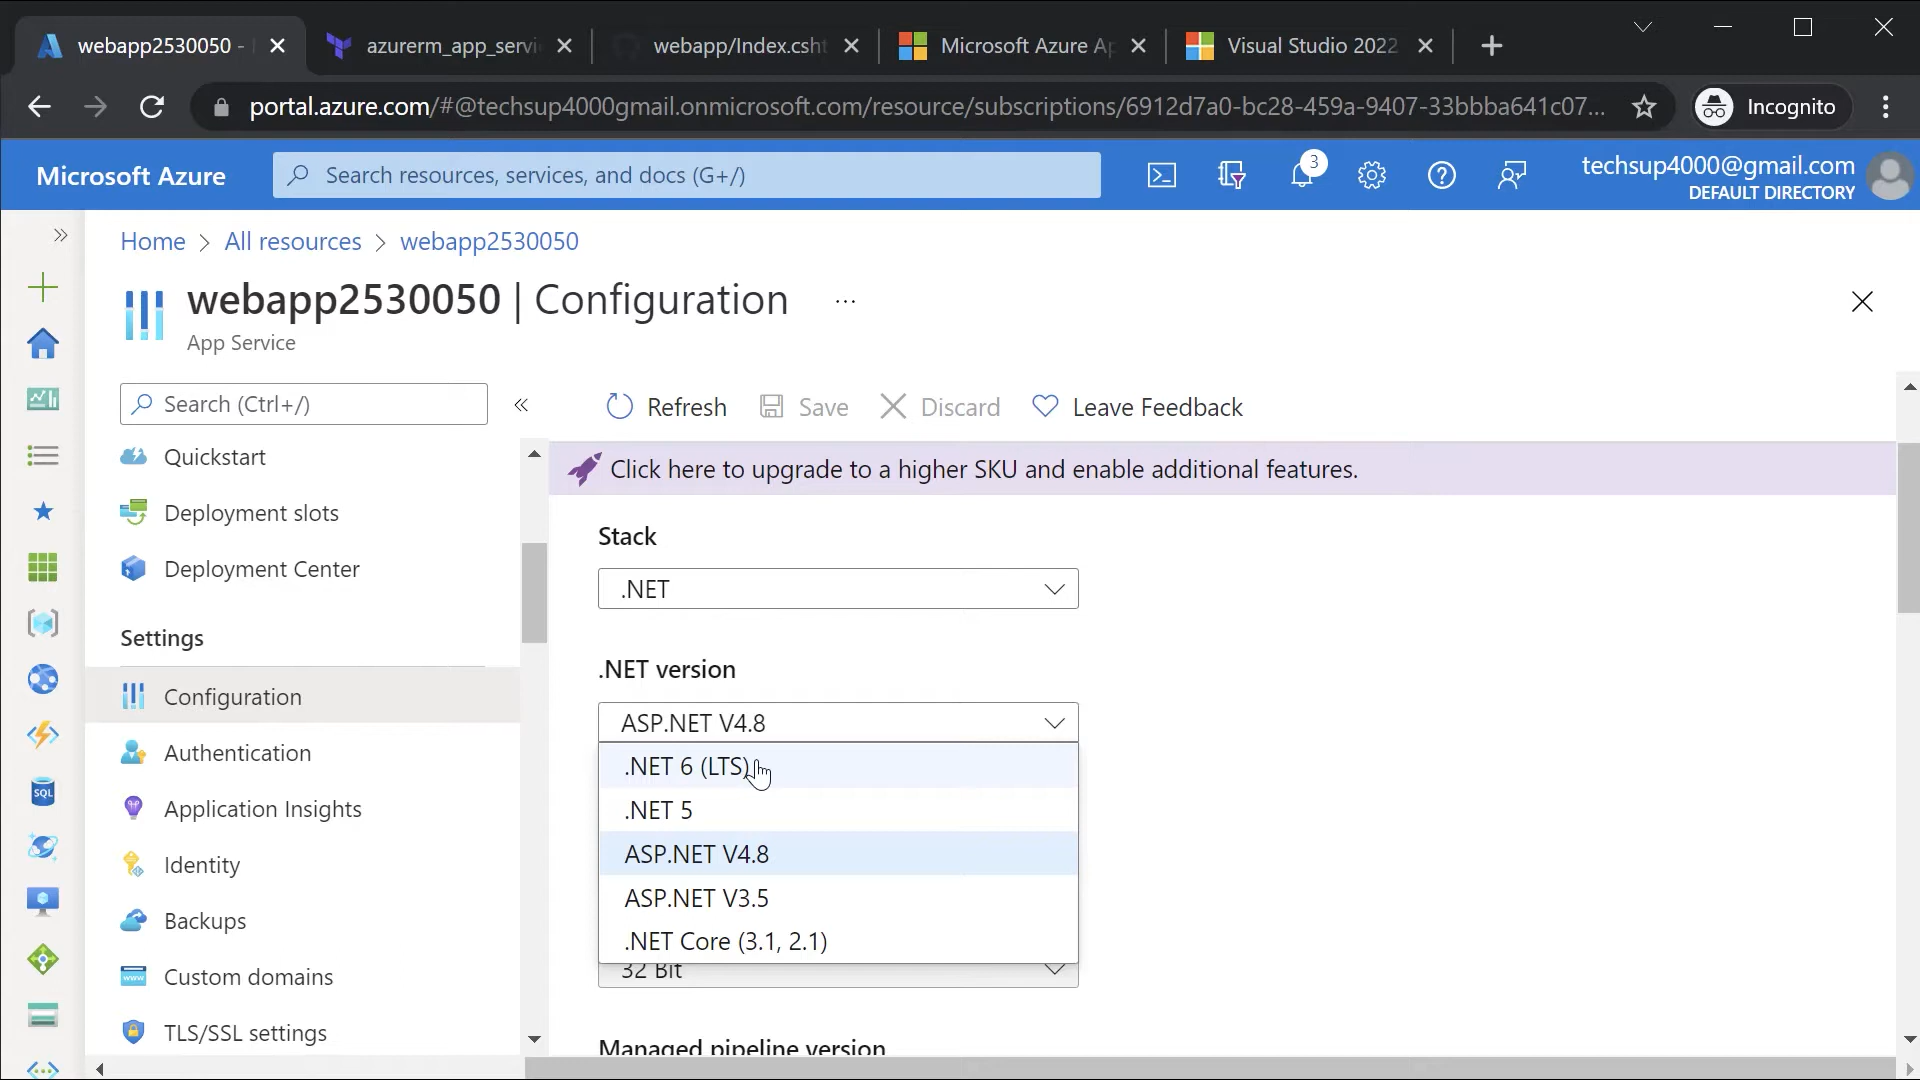 webapp2530050 -
azurerm_app_servi
webapp/Index.csht
Microsoft Azure Ap
Visual Studio 2022
portal.azure.com/#@techsup4000gmail.onmicrosoft.com/resource/subscriptions/6912d7a0-bc28-459a-9407-33bbba641c07...
Incognito
Microsoft Azure
Search resources, services, and docs (G+/)
3
techsup4000@gmail.com
DEFAULT DIRECTORY
Home > All resources > webapp2530050
webapp2530050 | Configuration ...
App Service
Search (Ctrl+/)
Refresh
Save
Discard
Leave Feedback
Quickstart
Deployment slots
Deployment Center
Settings
Configuration
Authentication
Application Insights
Identity
Backups
Custom domains
TLS/SSL settings
SQL
www
Click here to upgrade to a higher SKU and enable additional features.
Stack
.NET
.NET version
ASP.NET V4.8
.NET 6 (LTS)
.NET 5
ASP.NET V4.8
ASP.NET V3.5
.NET Core (3.1, 2.1)
32 Bit
Managed pipeline version